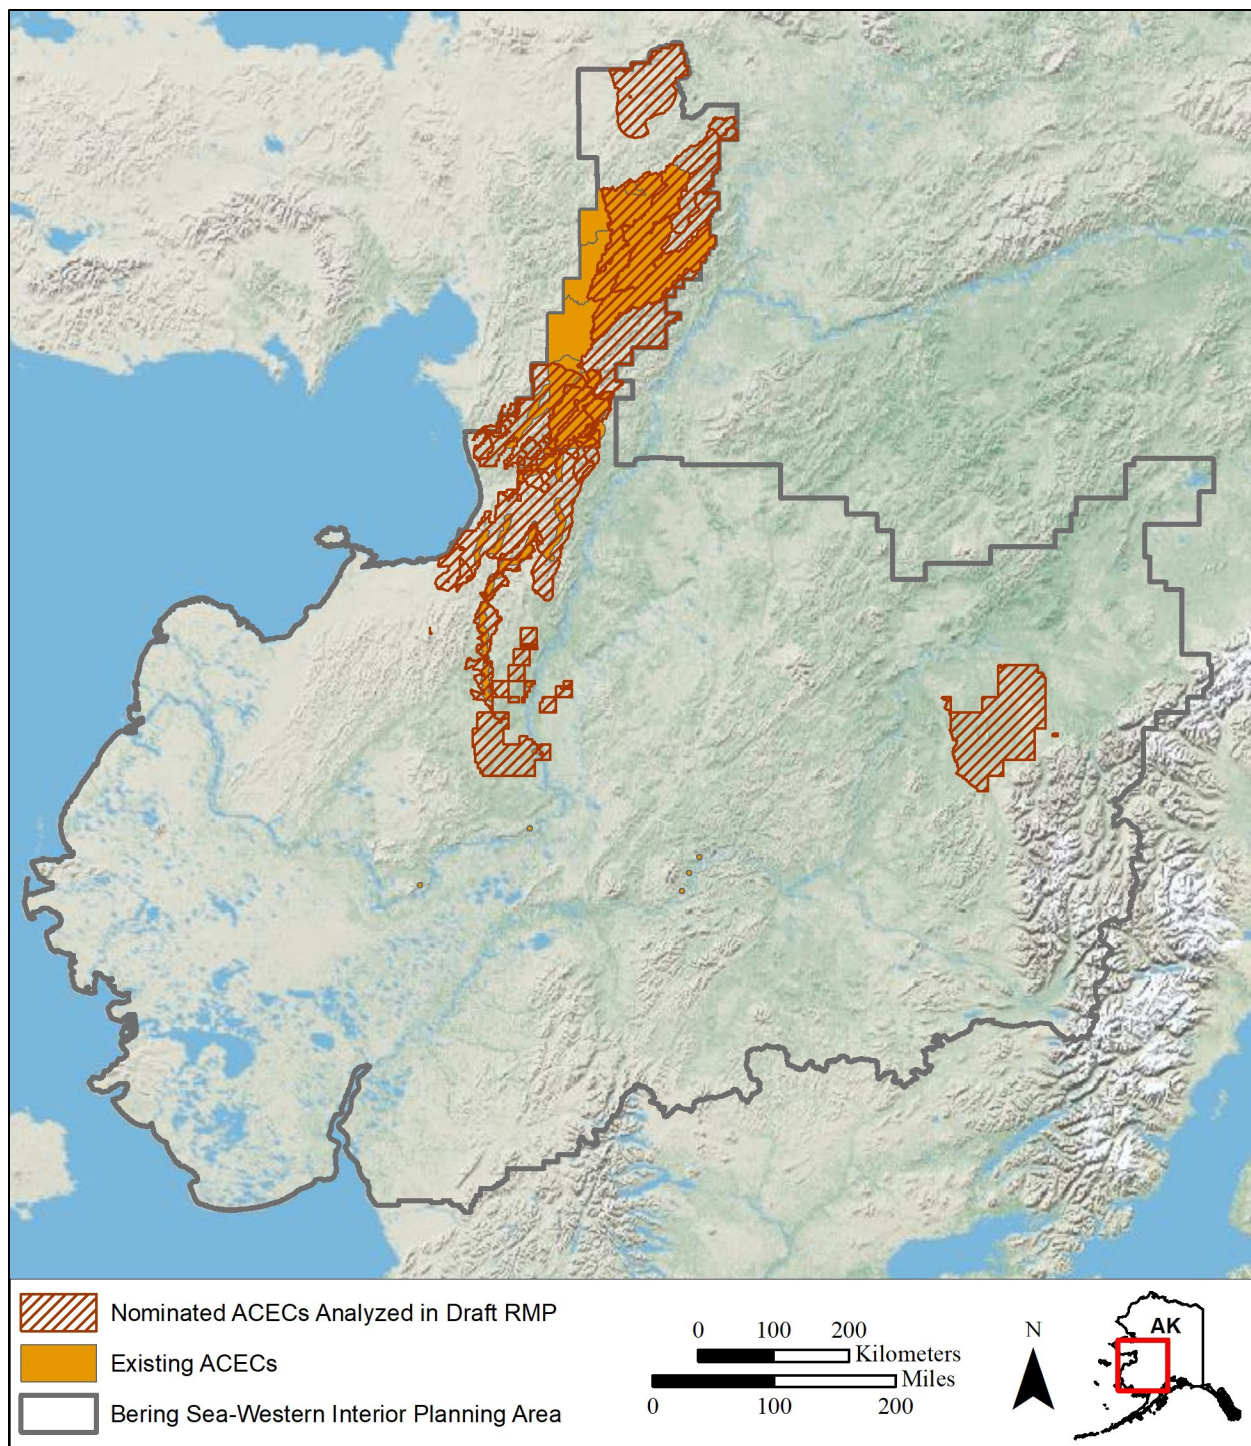 Nominated ACECs Analyzed in Draft RMP
Existing ACECs
Bering Sea-Western Interior Planning Area
0 100 200
Kilometers
Miles
0 100 200
N
AK